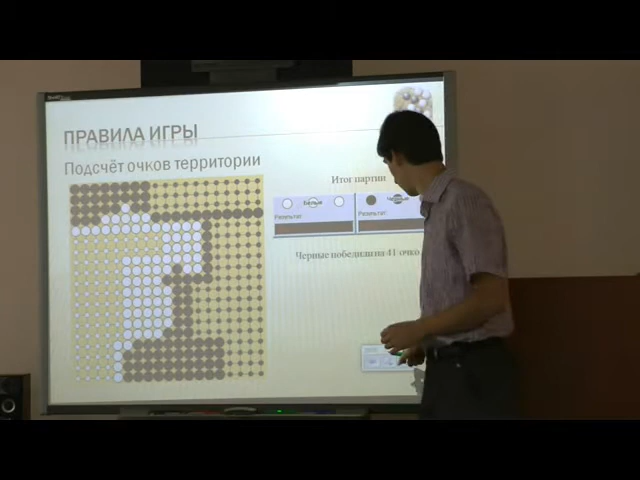 ПРАВИЛА ИГРЫ
Подсчёт очков территории
Итог партии
Белые
Черные
Результат
Результат
Черные победили на 41 очко